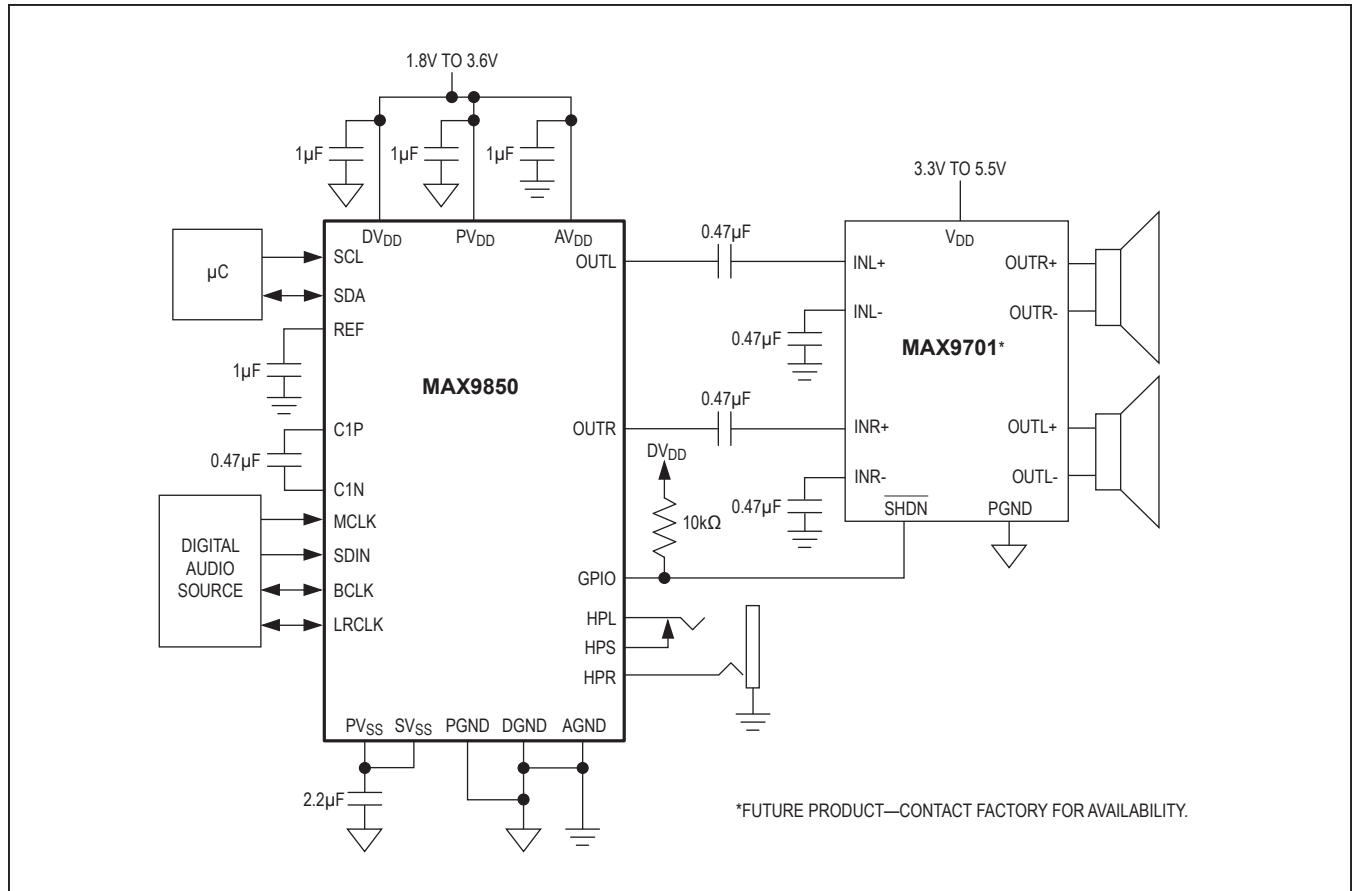 1.8V TO 3.6V
1µF
1µF
1µF
3.3V TO 5.5V
µC
DVDD
PVDD
AVDD
SCL
SDA
REF
1µF
C1P
0.47µF
C1N
DIGITAL
AUDIO
SOURCE
MCLK
SDIN
BCLK
LRCLK
MAX9850
OUTL
OUTR
GPIO
HPL
HPS
HPR
PVSS
SVSS
PGND
DGND
AGND
2.2µF
0.47µF
0.47µF
0.47µF
DVDD
10kΩ
0.47µF
VDD
INL+
INL-
MAX9701*
INR+
INR-
SHDN
PGND
OUTR+
OUTR-
OUTL+
OUTL-
*FUTURE PRODUCT—CONTACT FACTORY FOR AVAILABILITY.